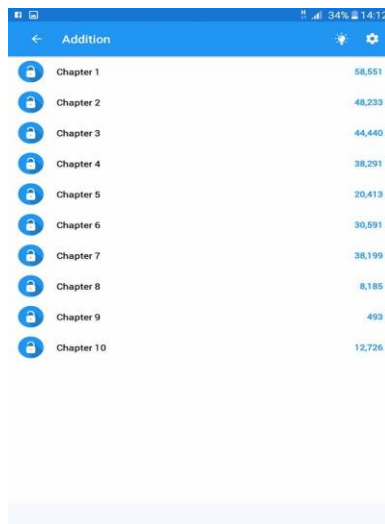 34% 14:12
Addition
Chapter 1 58,551
Chapter 2 48,233
Chapter 3 44,440
Chapter 4 38,291
Chapter 5 20,413
Chapter 6 30,591
Chapter 7 38,199
Chapter 8 8,185
Chapter 9 493
Chapter 10 12,726